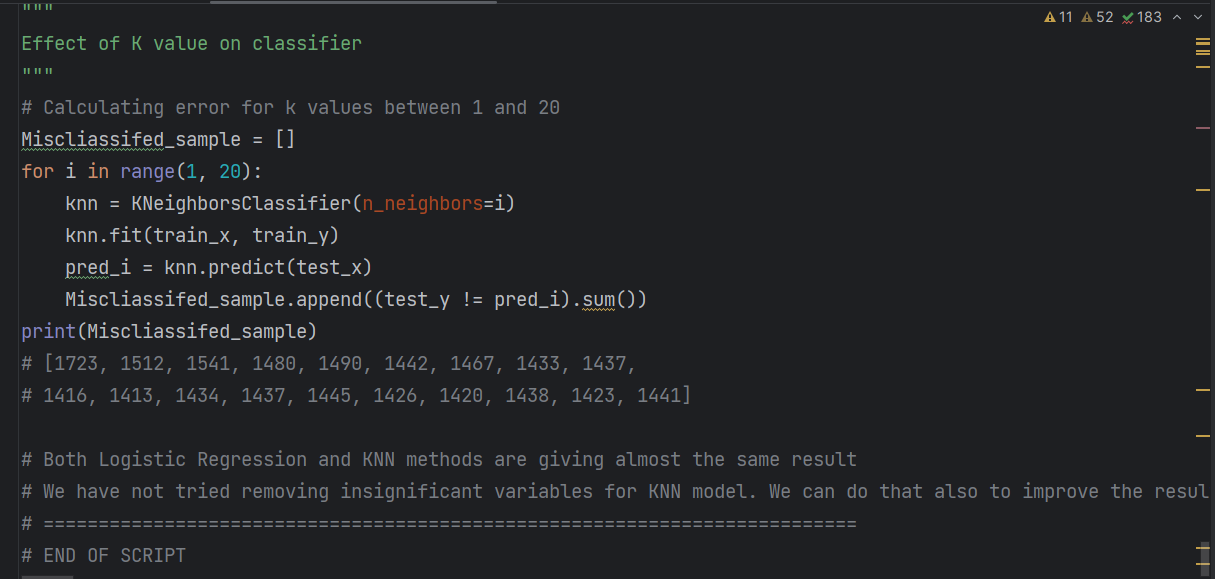 """
11 52 183
Effect of K value on classifier
"""
# Calculating error for k values between 1 and 20
Miscliassifed_sample = []
for i in range(1, 20):
    knn = KNeighborsClassifier(n_neighbors=i)
    knn.fit(train_x, train_y)
    pred_i = knn.predict(test_x)
    Miscliassifed_sample.append((test_y != pred_i).sum())
print(Miscliassifed_sample)
# [1723, 1512, 1541, 1480, 1490, 1442, 1467, 1433, 1437,
# 1416, 1413, 1434, 1437, 1445, 1426, 1420, 1438, 1423, 1441]
# Both Logistic Regression and KNN methods are giving almost the same result
# We have not tried removing insignificant variables for KNN model. We can do that also to improve the resul
# ==========================================================================
# END OF SCRIPT